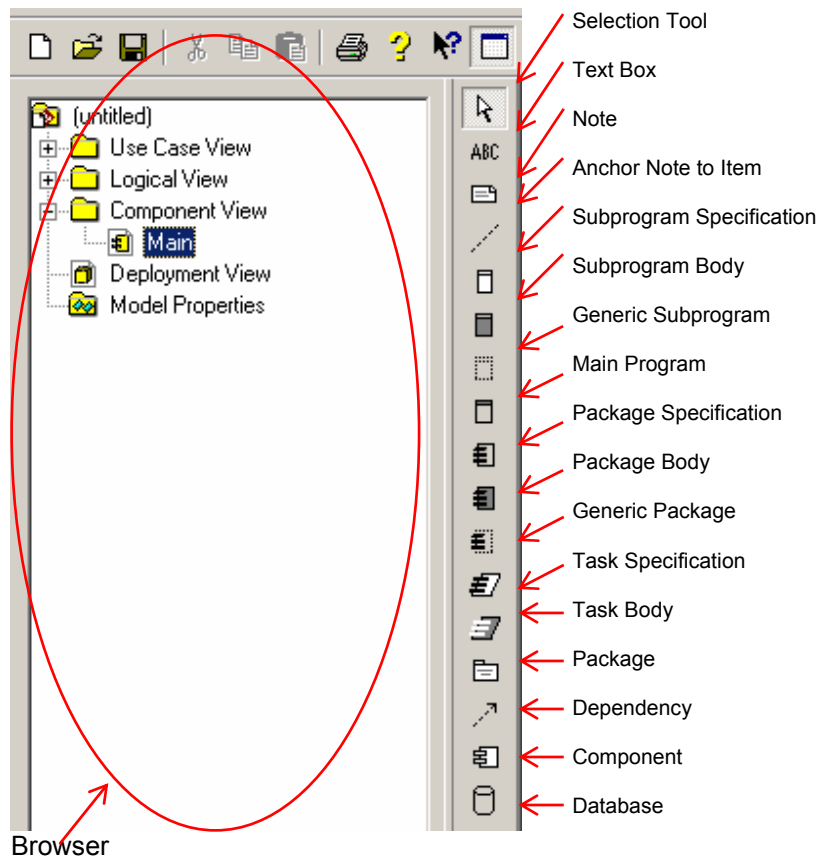 Selection Tool
Text Box
(untitled)
Note
Use Case View
ABC
Logical View
Anchor Note to Item
Component View
Subprogram Specification
Main
Deployment View
Subprogram Body
Model Properties
Generic Subprogram
Main Program
Package Specification
Package Body
Generic Package
Task Specification
Task Body
Package
Dependency
Component
Database
Browser